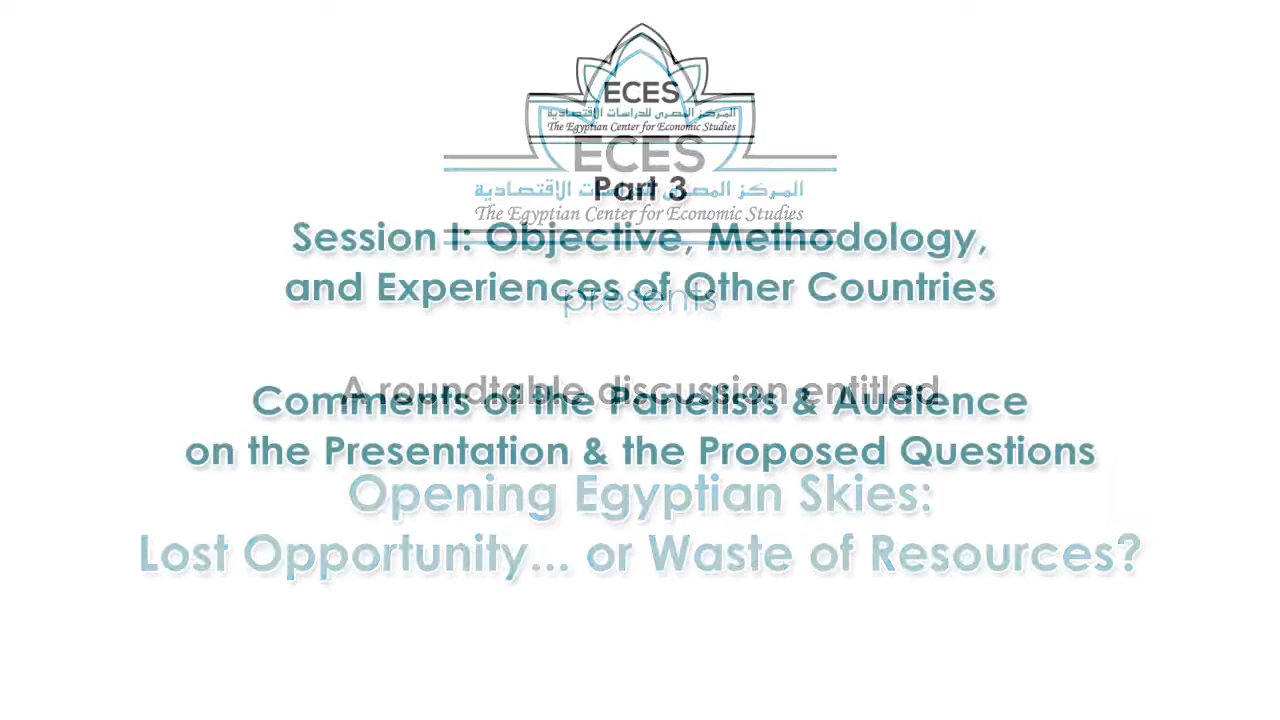 ECES
المركز المصرى للدراسات الاقتصادية
The Egyptian Center for Economic Studies
ECES
Part 3
المركز المصرى للدراسات الاقتصادية
The Egyptian Center for Economic Studies
Session I: Objective, Methodology,
and Experiences of Other Countries
presents
A roundtable discussion entitled
Comments of the Panelists & Audience
on the Presentation & the Proposed Questions
Opening Egyptian Skies:
Lost Opportunity... or Waste of Resources?